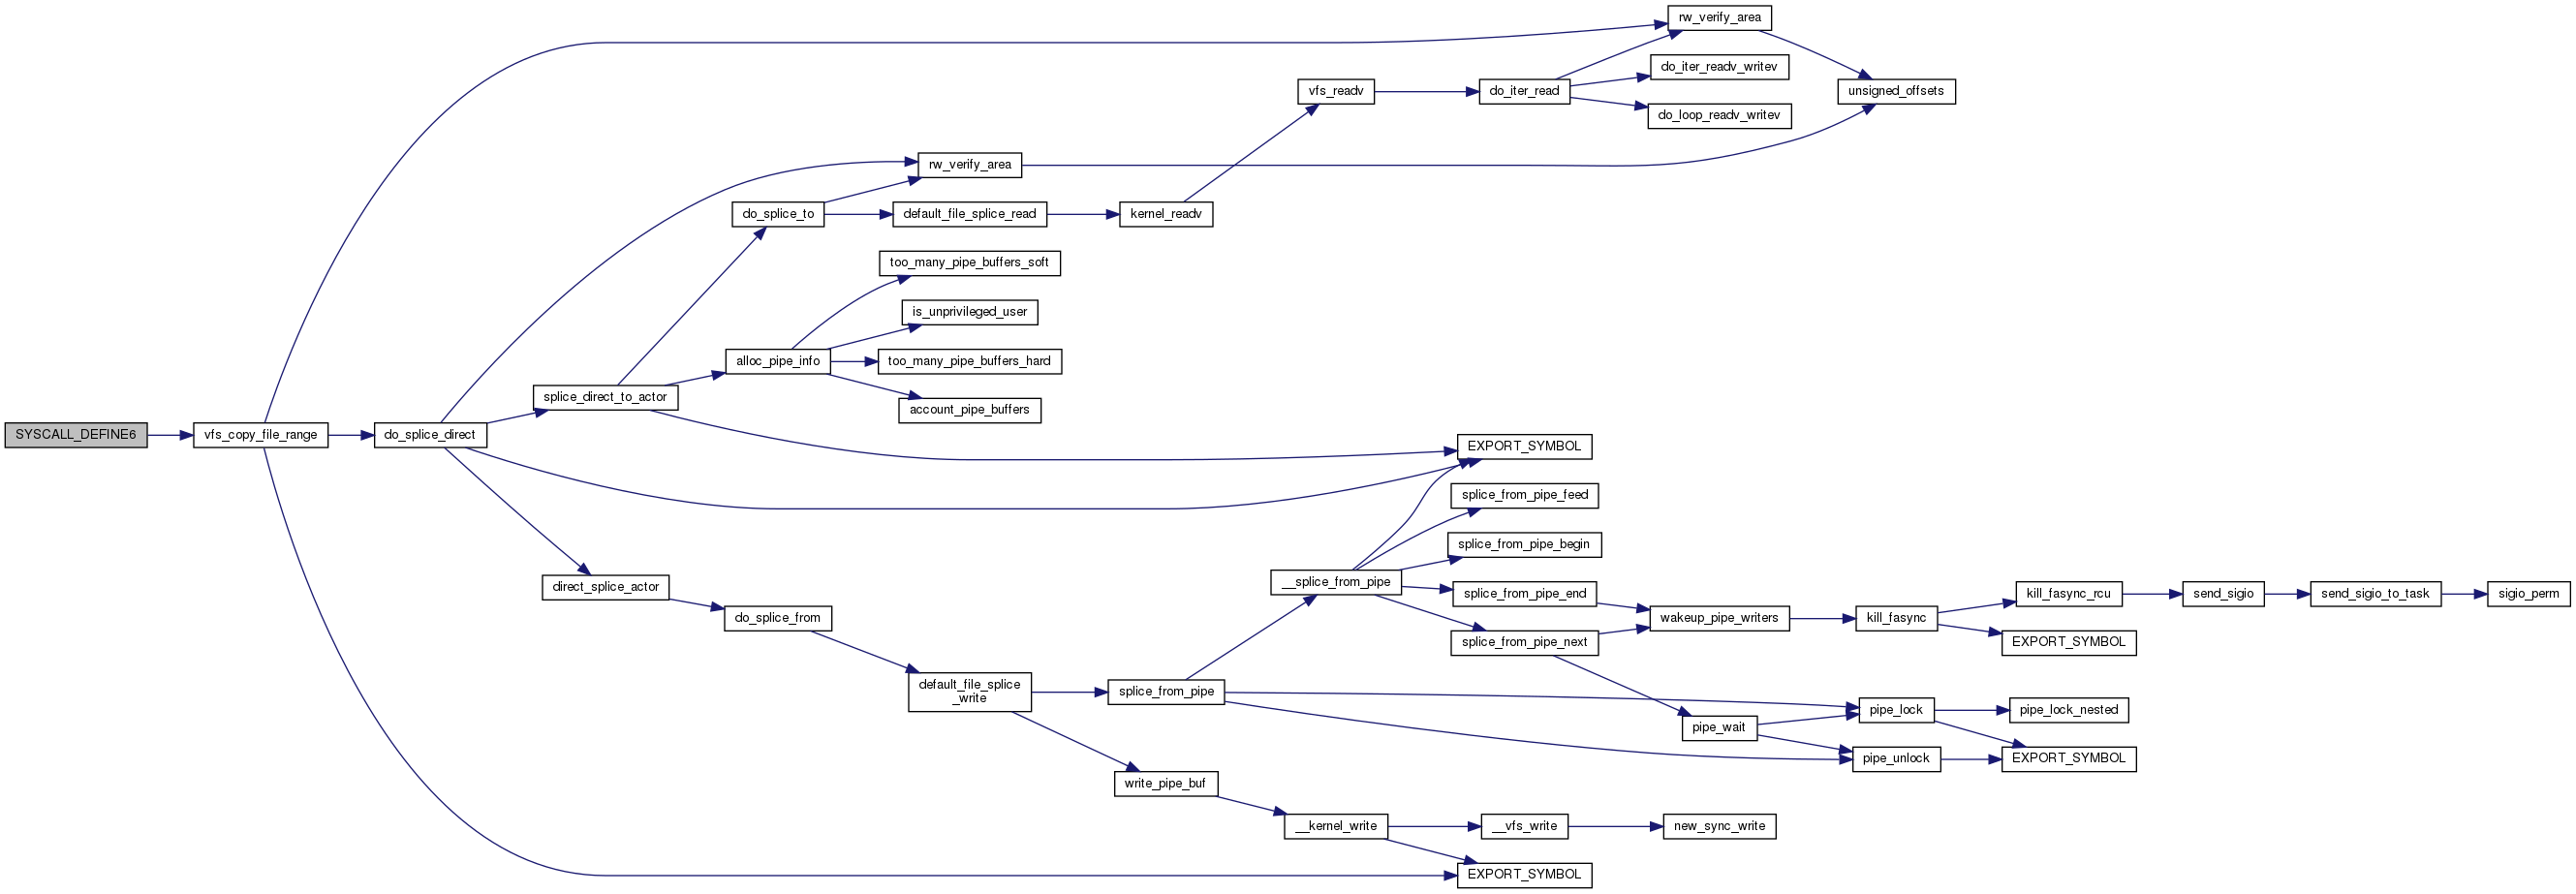 rw_verify_area
do_iter_readv_writev
vfs_readv
do_iter_read
unsigned_offsets
do_loop_readv_writev
rw_verify_area
do_splice_to
default_file_splice_read
kernel_readv
too_many_pipe_buffers_soft
is_unprivileged_user
alloc_pipe_info
too_many_pipe_buffers_hard
splice_direct_to_actor
account_pipe_buffers
SYSCALL_DEFINE6
vfs_copy_file_range
do_splice_direct
EXPORT_SYMBOL
splice_from_pipe_feed
splice_from_pipe_begin
direct_splice_actor
__splice_from_pipe
splice_from_pipe_end
kill_fasync_rcu
send_sigio
send_sigio_to_task
sigio_perm
do_splice_from
wakeup_pipe_writers
kill_fasync
splice_from_pipe_next
EXPORT_SYMBOL
default_file_splice
_write
splice_from_pipe
pipe_lock
pipe_lock_nested
pipe_wait
pipe_unlock
EXPORT_SYMBOL
write_pipe_buf
__kernel_write
__vfs_write
new_sync_write
EXPORT_SYMBOL